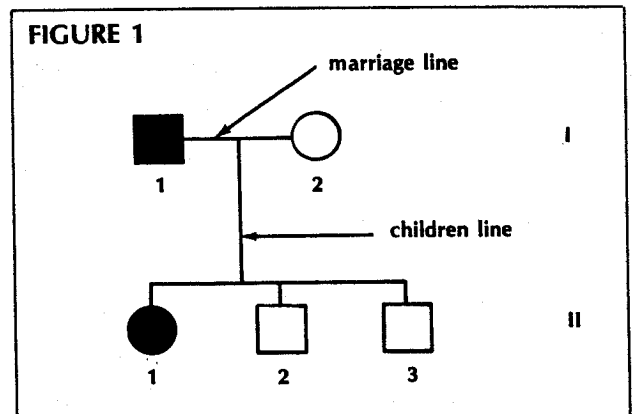 FIGURE 1
marriage line
I
1 2
children line
II
1 2 3